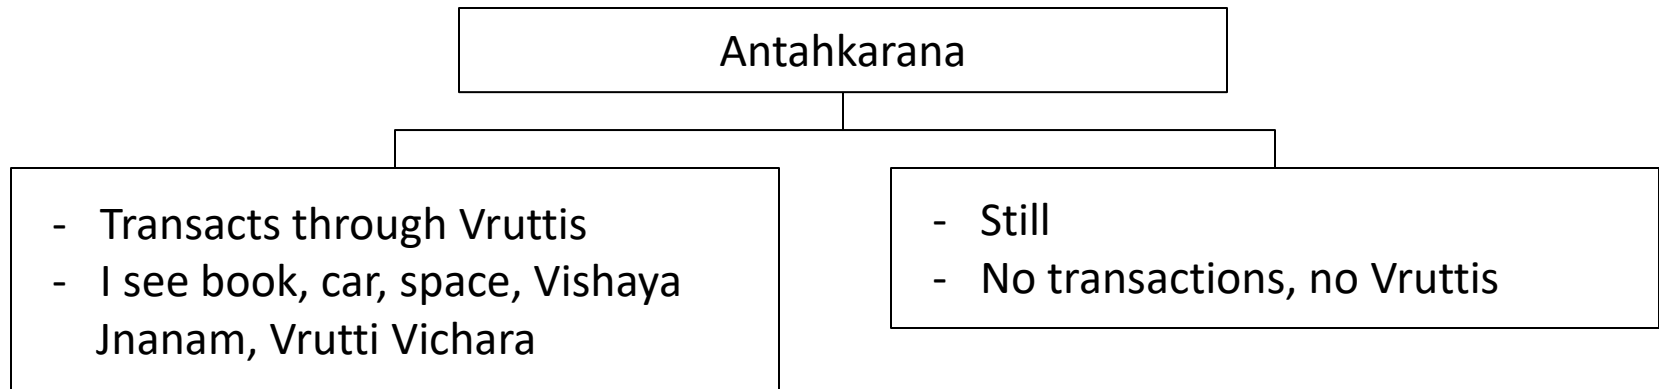 Antahkarana
- Transacts through Vruttis
- I see book, car, space, Vishaya
Jnanam, Vrutti Vichara
- Still
- No transactions, no Vruttis